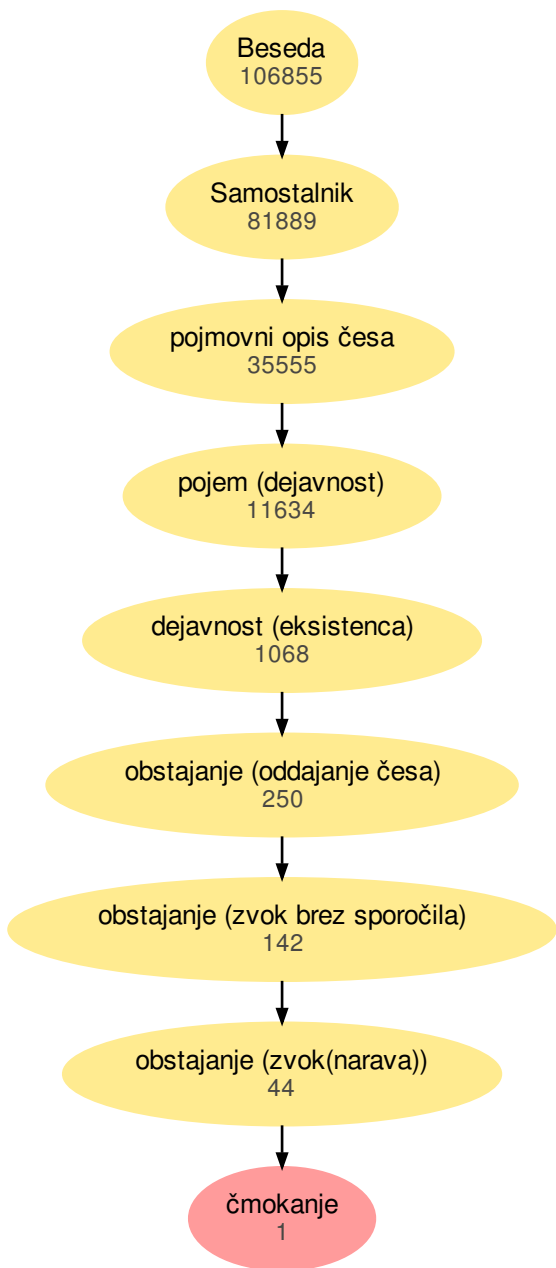 Beseda
106855
Samostalnik
81889
pojmovni opis česa
35555
pojem (dejavnost)
11634
dejavnost (eksistenca)
1068
obstajanje (oddajanje česa)
250
obstajanje (zvok brez sporočila)
142
obstajanje (zvok(narava))
44
čmokanje
1